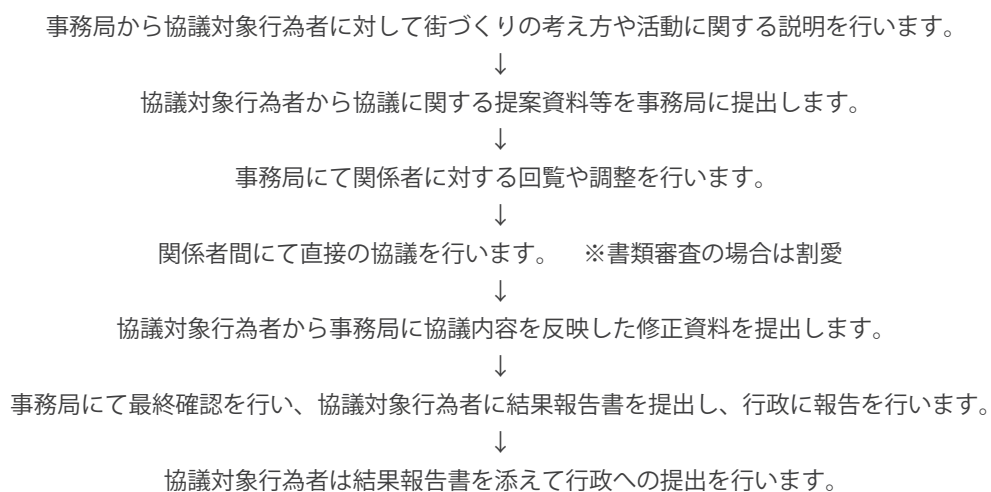 事務局から協議対象行為者に対して街づくりの考え方や活動に関する説明を行います。
↓
協議対象行為者から協議に関する提案資料等を事務局に提出します。
↓
事務局にて関係者に対する回覧や調整を行います。
↓
関係者間にて直接の協議を行います。　※書類審査の場合は割愛
↓
協議対象行為者から事務局に協議内容を反映した修正資料を提出します。
↓
事務局にて最終確認を行い、協議対象行為者に結果報告書を提出し、行政に報告を行います。
↓
協議対象行為者は結果報告書を添えて行政への提出を行います。